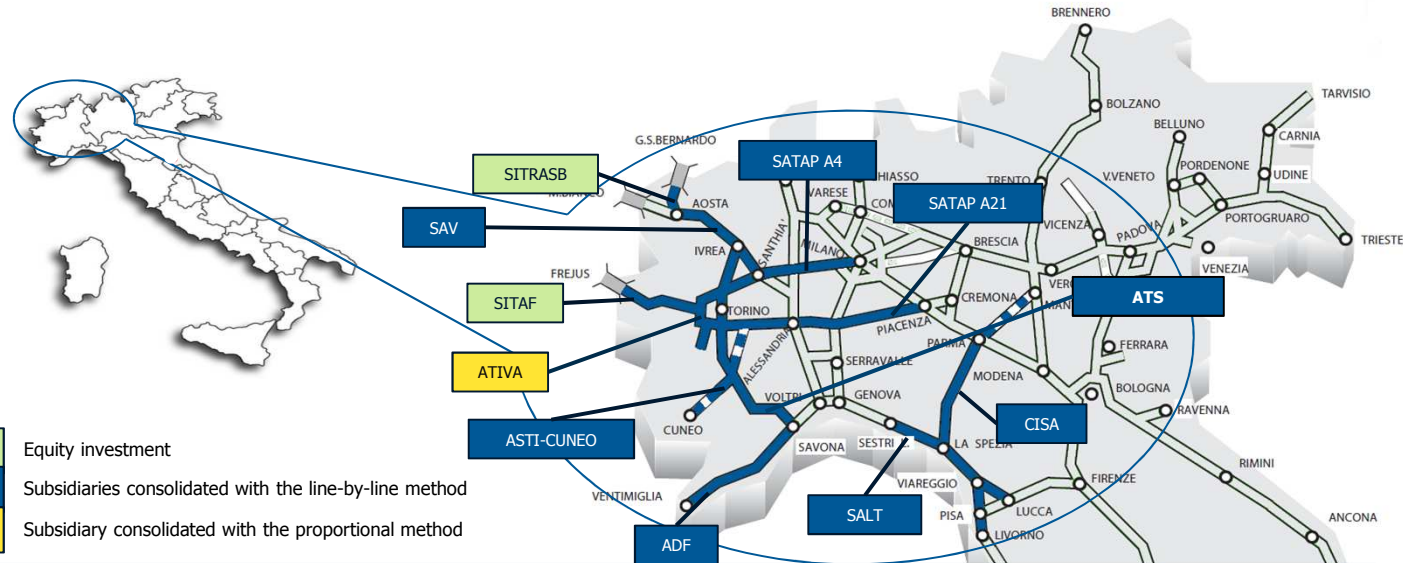 BRENNERO
TARVISIO
BOLZANO
BELLUNO
CARNIA
G.S.BERNARDO
SATAP A4
PORDENONE
SITRASB
CHIASSO
TRENTO
V.VENETO
UDINE
M.BIANCO
VARESE
COM
SATAP A21
AOSTA
PORTOGRUARO
SAV
SANTHIA'
MILANO
VICENZA
PADOVA
TRIESTE
IVREA
BRESCIA
VENEZIA
FREJUS
VER
SITAF
TORINO
CREMONA
MAN
ATS
PIACENZA
ALESSANDRIA
PARMA
FERRARA
SERRAVALLE
ATIVA
MODENA
BOLOGNA
VOLTRI
GENOVA
RAVENNA
CUNEO
CISA
ASTI-CUNEO
SAVONA
SESTRI L.
LA SPEZIA
Equity investment
RIMINI
Subsidiaries consolidated with the line-by-line method
VENTIMIGLIA
VIAREGGIO
FIRENZE
SALT
PISA
LUCCA
Subsidiary consolidated with the proportional method
ANCONA
ADF
LIVORNO